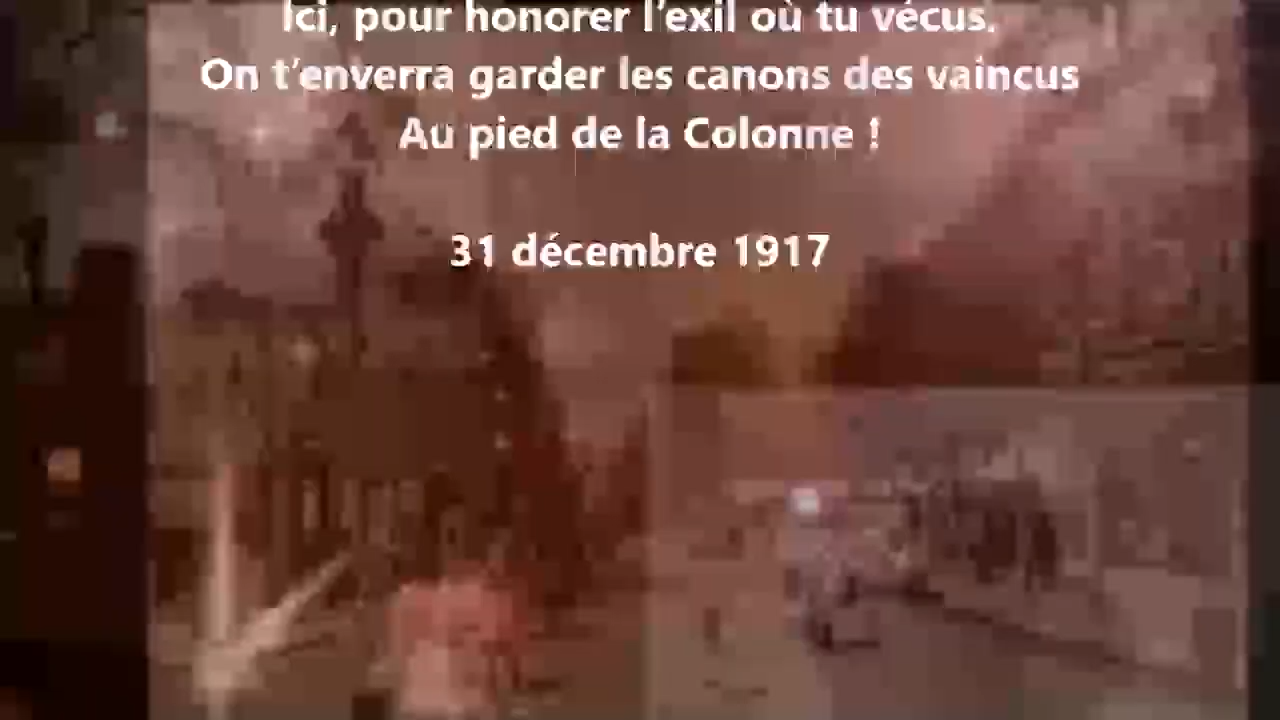 Ici, pour honorer l'exil où tu vécus.
On t'enverra garder les canons des vaincus
Au pied de la Colonne !
31 décembre 1917